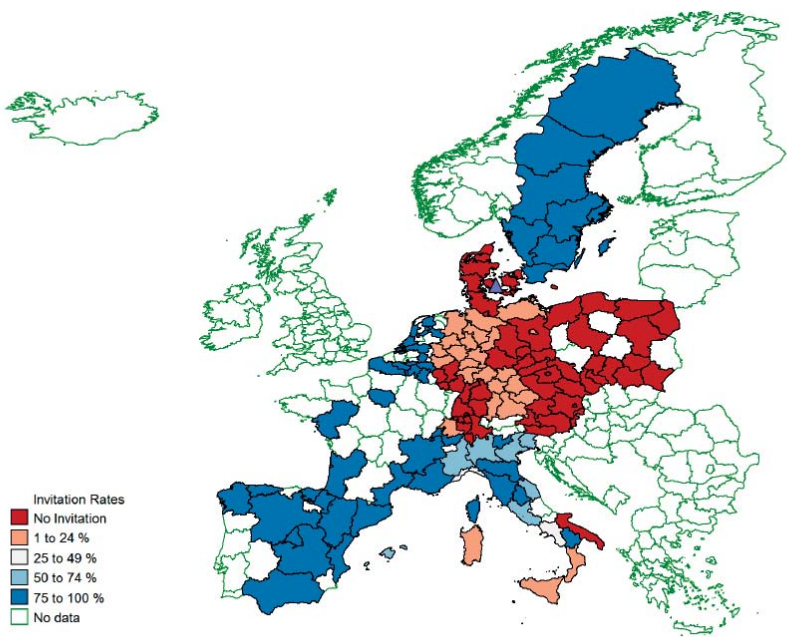 Invitation Rates
No Invitation
1 to 24 %
25 to 49 %
50 to 74 %
75 to 100 %
No data